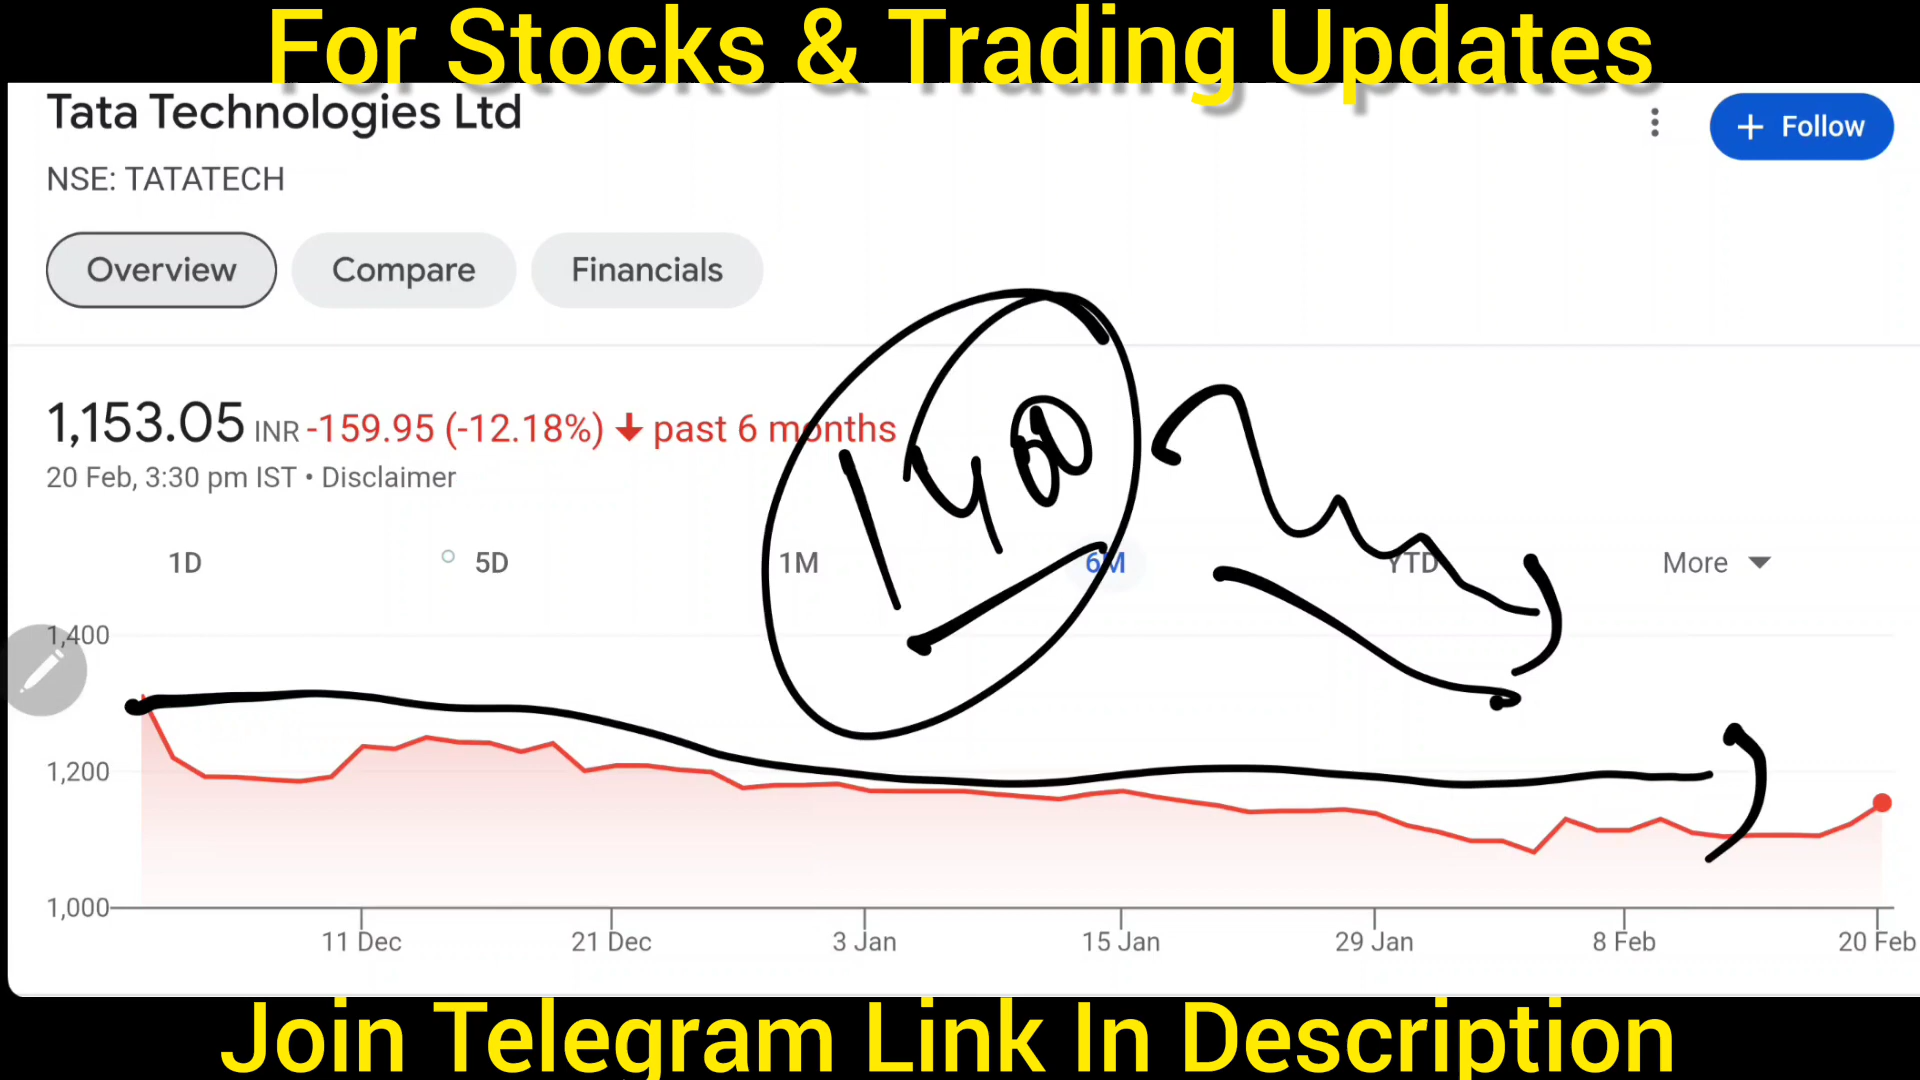 For Stocks & Trading Updates
Tata Technologies Ltd
+ Follow
NSE: TATATECH
Overview
Compare
Financials
1,153.05 INR -159.95 (-12.18%) ↓ past 6 months
20 Feb, 3:30 pm IST • Disclaimer
1400
1D
5D
1M
6M
YTD
More
1,400
1,200
1,000
11 Dec
21 Dec
3 Jan
15 Jan
29 Jan
8 Feb
20 Feb
Join Telegram Link In Description